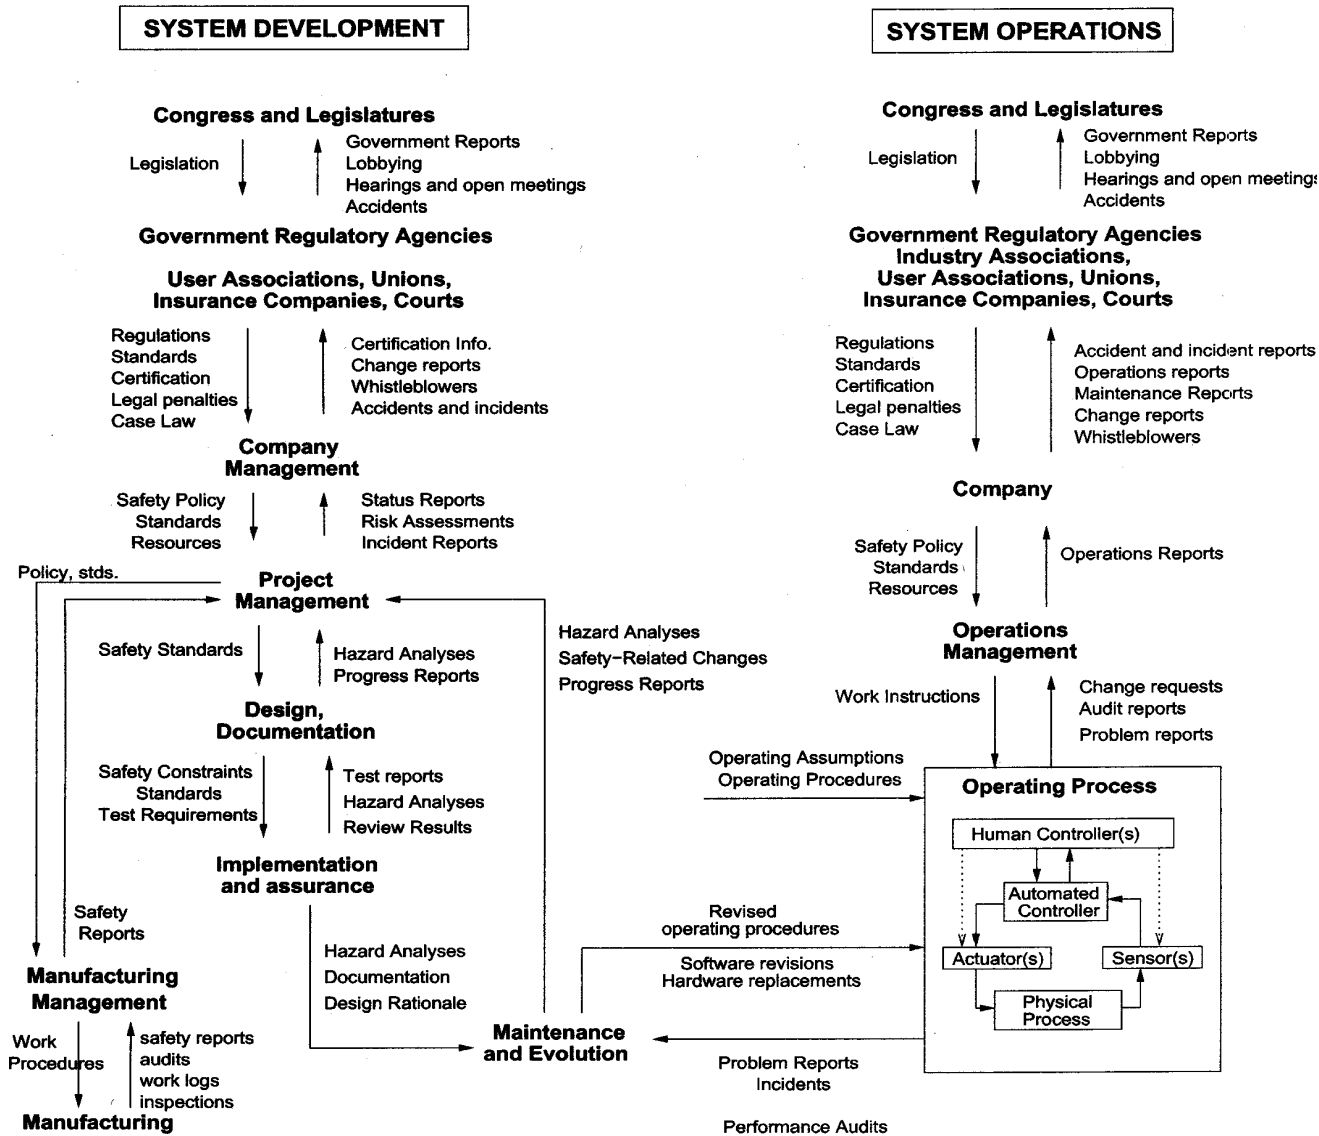 SYSTEM DEVELOPMENT
Congress and Legislatures
Legislation
Government Reports
Lobbying
Hearings and open meetings
Accidents
Government Regulatory Agencies
User Associations, Unions,
Insurance Companies, Courts
Regulations
Standards
Certification
Legal penalties
Case Law
Certification Info.
Change reports
Whistleblowers
Accidents and incidents
Company
Management
Safety Policy
Standards
Resources
Status Reports
Risk Assessments
Incident Reports
Policy, stds.
Project
Management
Safety Standards
Hazard Analyses
Progress Reports
Design,
Documentation
Safety Constraints
Standards
Test Requirements
Test reports
Hazard Analyses
Review Results
Implementation
and assurance
Safety
Reports
Hazard Analyses
Documentation
Design Rationale
Manufacturing
Management
Work
Procedures
safety reports
audits
work logs
inspections
Manufacturing
Hazard Analyses
Safety-Related Changes
Progress Reports
Maintenance
and Evolution
SYSTEM OPERATIONS
Congress and Legislatures
Legislation
Government Reports
Lobbying
Hearings and open meetings
Accidents
Government Regulatory Agencies
Industry Associations,
User Associations, Unions,
Insurance Companies, Courts
Regulations
Standards
Certification
Legal penalties
Case Law
Accident and incident reports
Operations reports
Maintenance Reports
Change reports
Whistleblowers
Company
Safety Policy
Standards
Resources
Operations Reports
Operations
Management
Work Instructions
Change requests
Audit reports
Problem reports
Operating Assumptions
Operating Procedures
Operating Process
Human Controller(s)
Automated
Controller
Actuator(s)
Sensor(s)
Physical
Process
Revised
operating procedures
Software revisions
Hardware replacements
Problem Reports
Incidents
Performance Audits